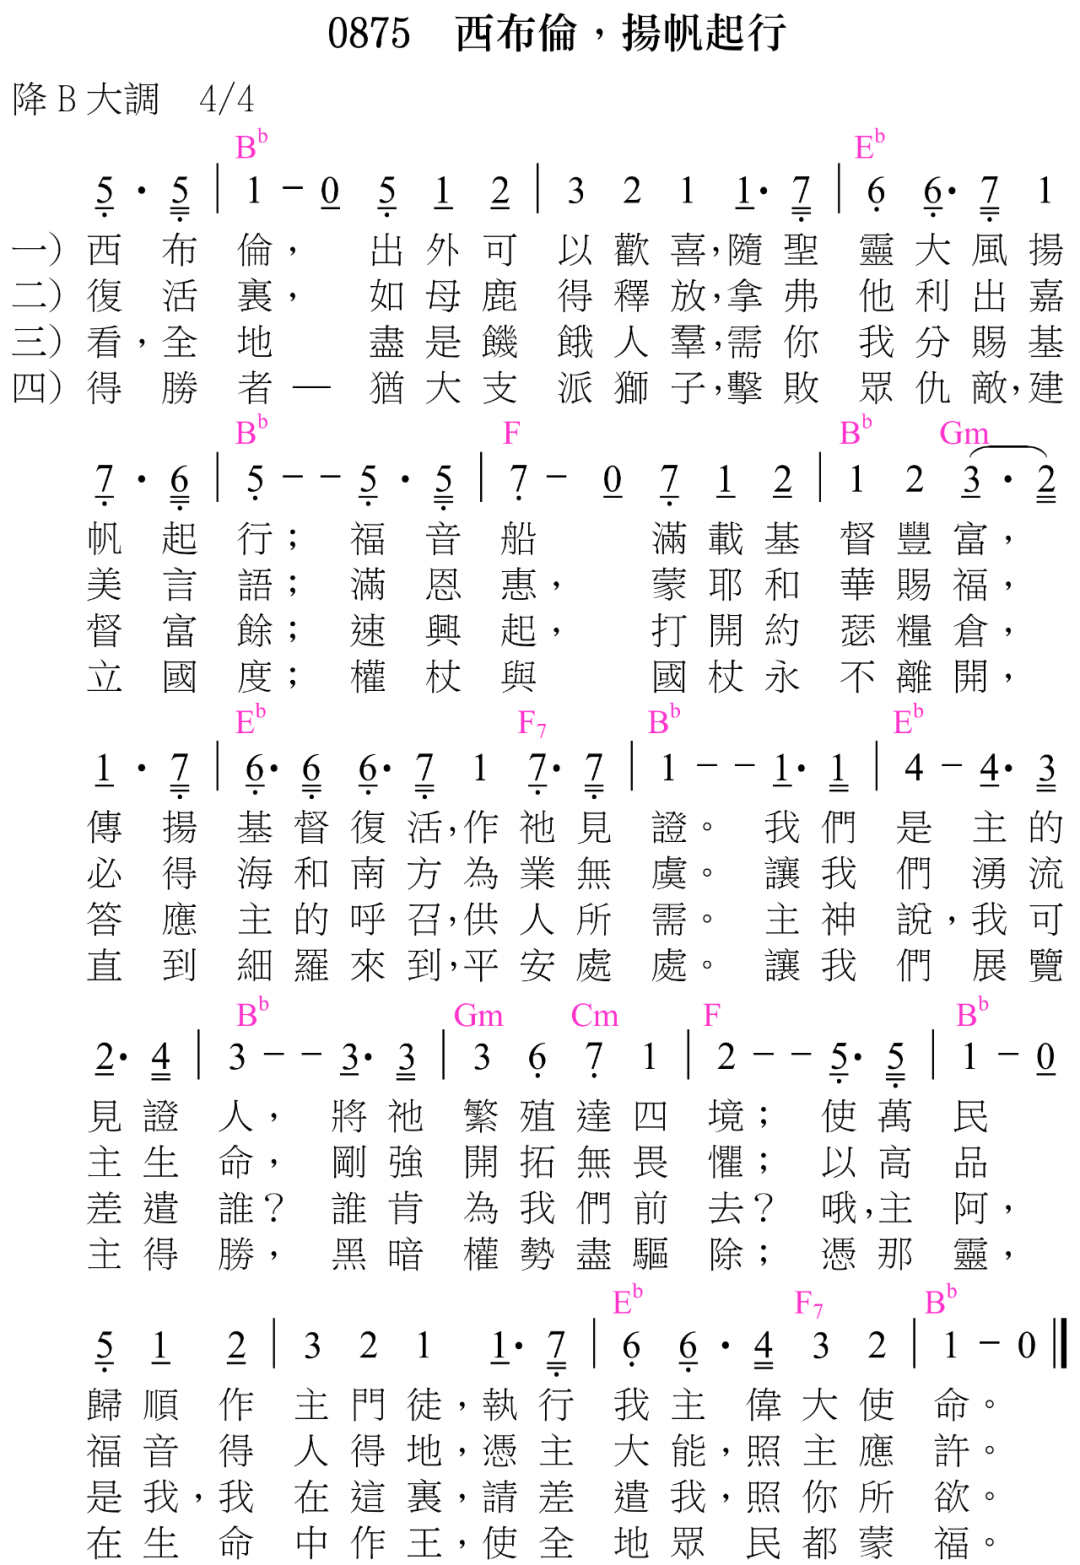 0875 西布倫，揚帆起行
降B大調 4/4
B♭ E♭
5 · 5 | 1 - 0 5 1 2 | 3 2 1 1· 7 | 6 6· 7 1
一）西布倫，出外可以歡喜，隨聖靈大風揚
二）復活裏，如母鹿得釋放，拿弗他利出嘉
三）看，全地盡是饑餓人羣，需你我分賜基
四）得勝者—猶大支派獅子，擊敗眾仇敵，建
B♭ F B♭ Gm
7 · 6 | 5 - - 5 · 5 | 7 - 0 7 1 2 | 1 2 3 · 2
帆起行；福音船滿載基督豐富，
美言語；滿恩惠，蒙耶和華賜福，
督富餘；速興起，打開約瑟糧倉，
立國度；權杖與國杖永不離開，
E♭ F7 B♭ E♭
1 · 7 | 6· 6 6· 7 1 7· 7 | 1 - - 1· 1 | 4 - 4· 3
傳揚基督復活，作祂見證。我們是主的
必得海和南方為業無虞。讓我們湧流
答應主的呼召，供人所需。主神說，我可
直到細羅來到，平安處處。讓我們展覽
B♭ Gm Cm F B♭
2· 4 | 3 - - 3· 3 | 3 6 7 1 | 2 - - 5· 5 | 1 - 0
見證人，將祂繁殖達四境；使萬民
主生命，剛強開拓無畏懼；以高品
差遣誰？誰肯為我們前去？哦，主阿，
主得勝，黑暗權勢盡驅除；憑那靈，
E♭ F7 B♭
5 1 2 | 3 2 1 1· 7 | 6 6 · 4 3 2 | 1 - 0
歸順作主門徒，執行我主偉大使命。
福音得人得地，憑主大能，照主應許。
是我，我在這裏，請差遣我，照你所欲。
在生命中作王，使全地眾民都蒙福。